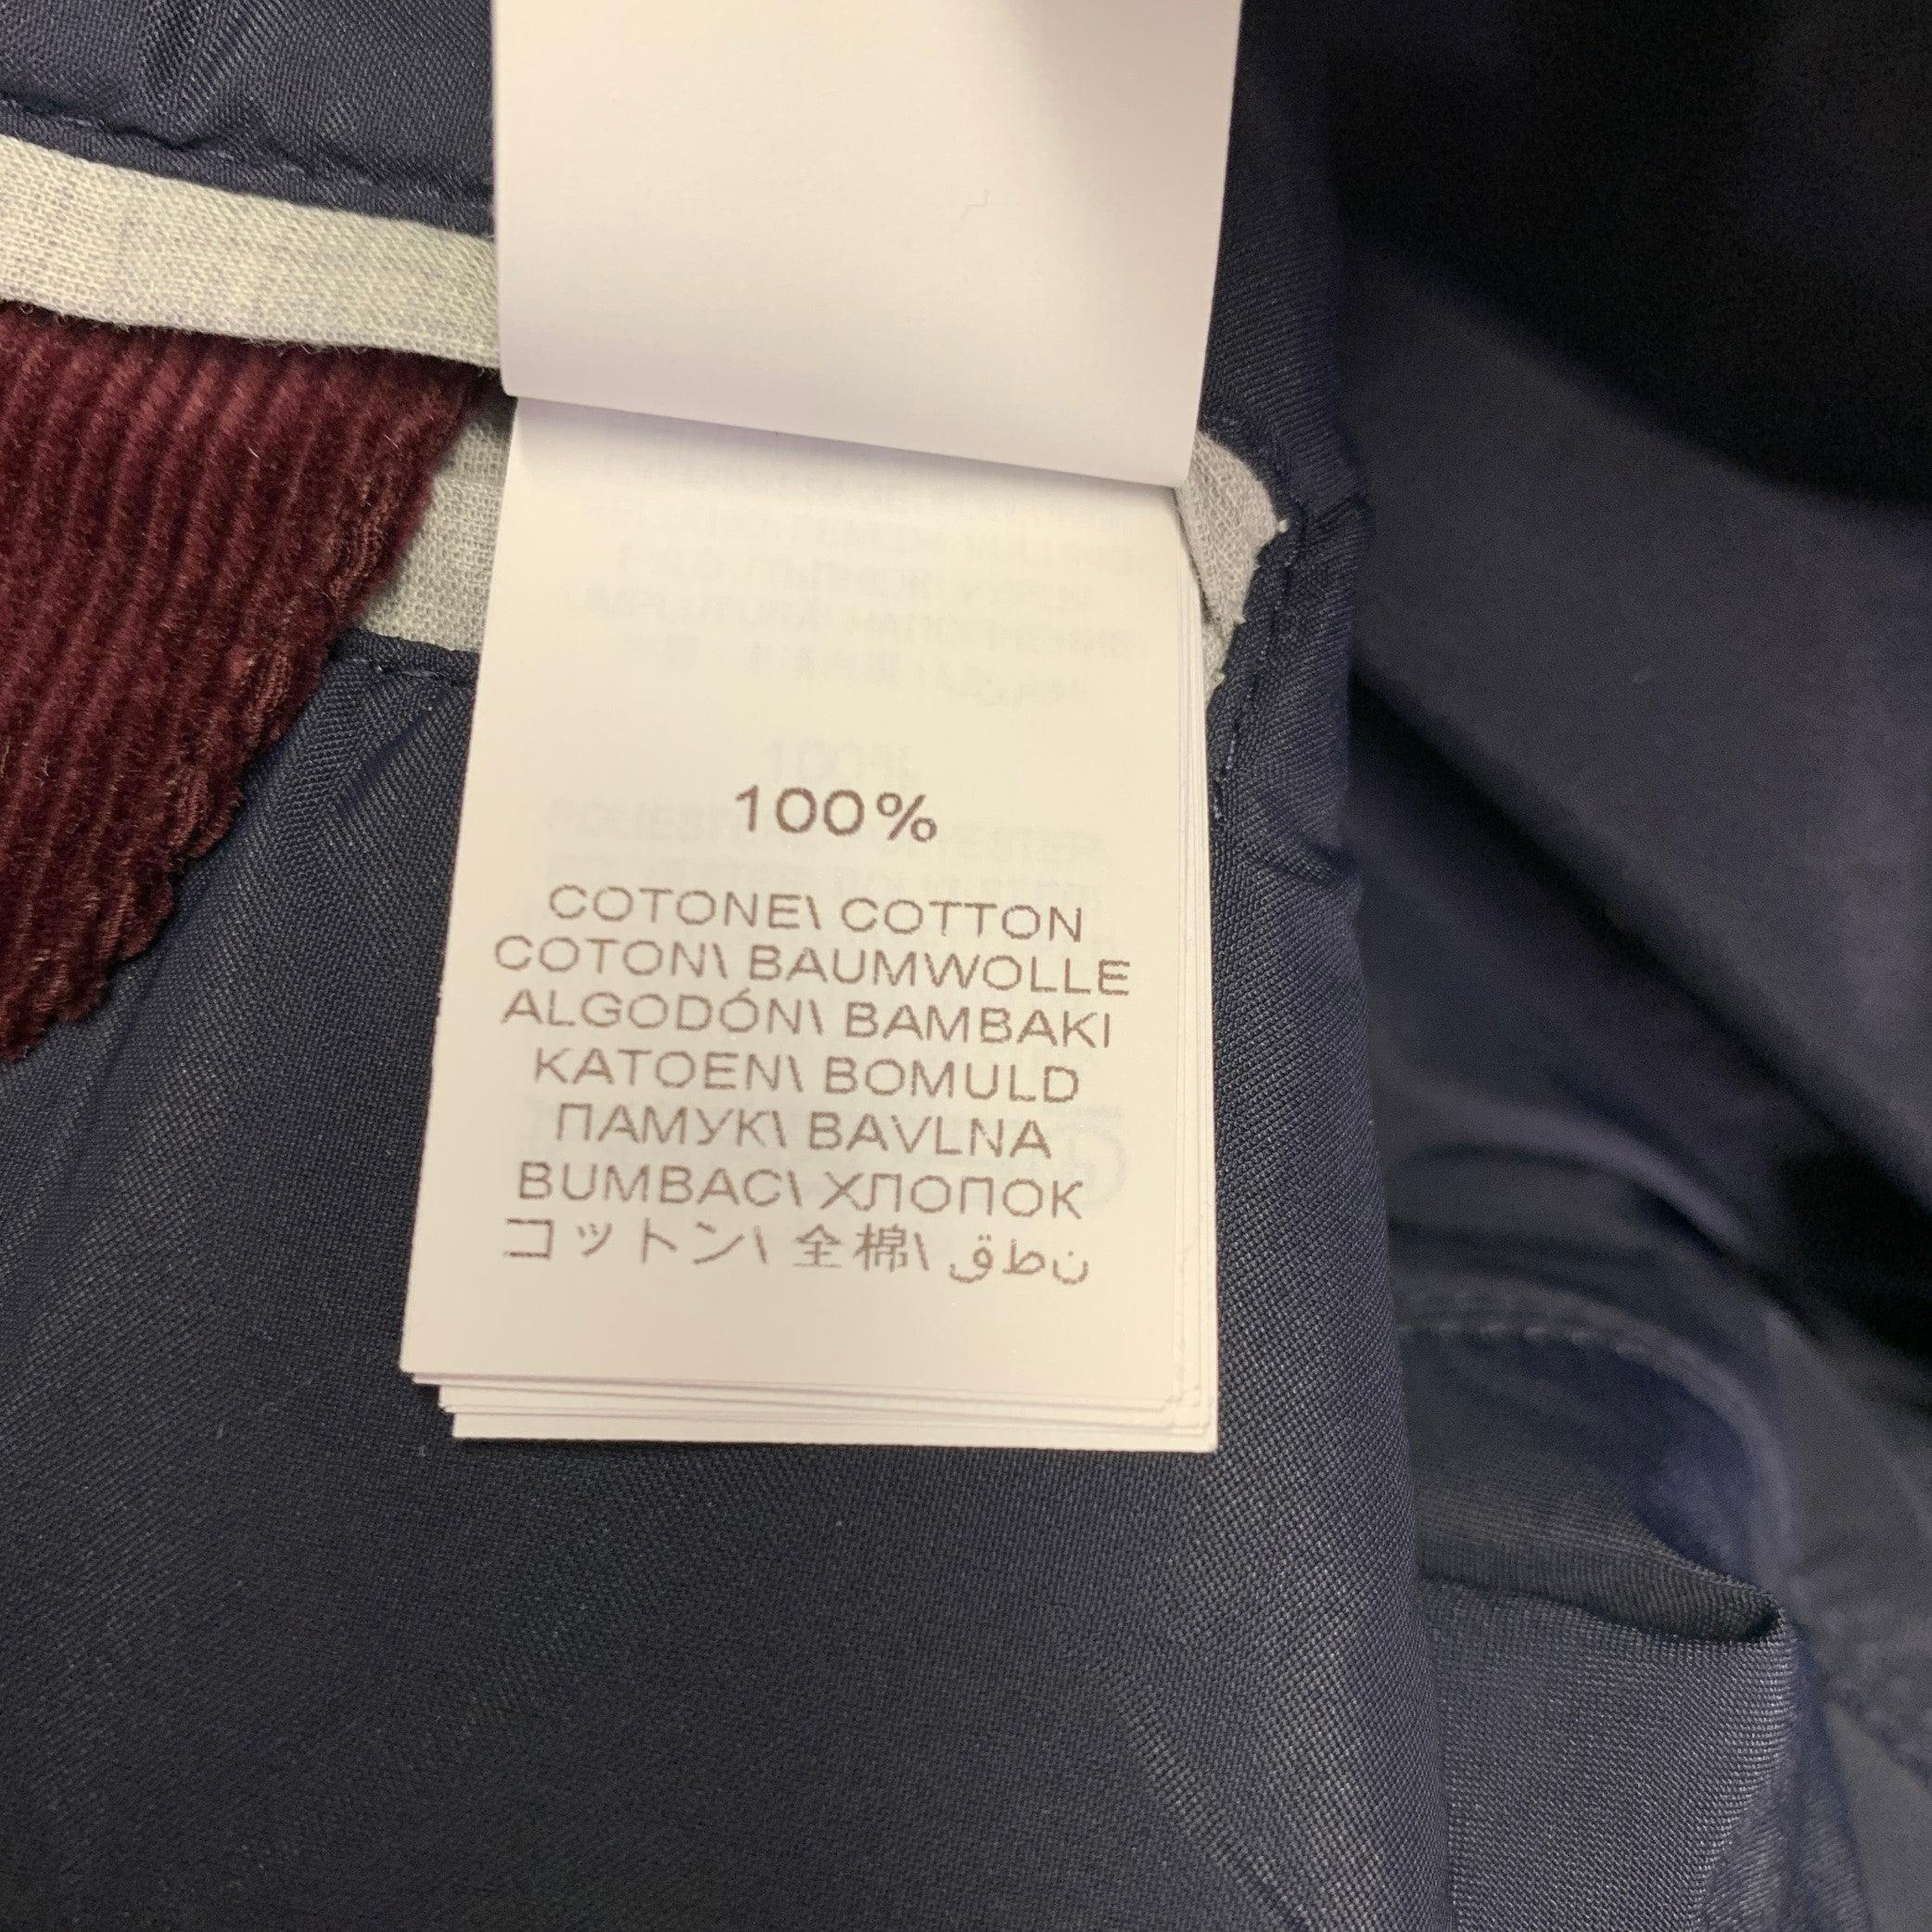 100%
COTONE\ COTTON
COTON\ BAUMWOLLE
ALGODÓN\ BAMBAKI
KATOEN\ BOMULD
ПАМУК\ BAVLNA
BUMBAC\ ХЛОПОК
コットン\ 全棉\ ن ط ق